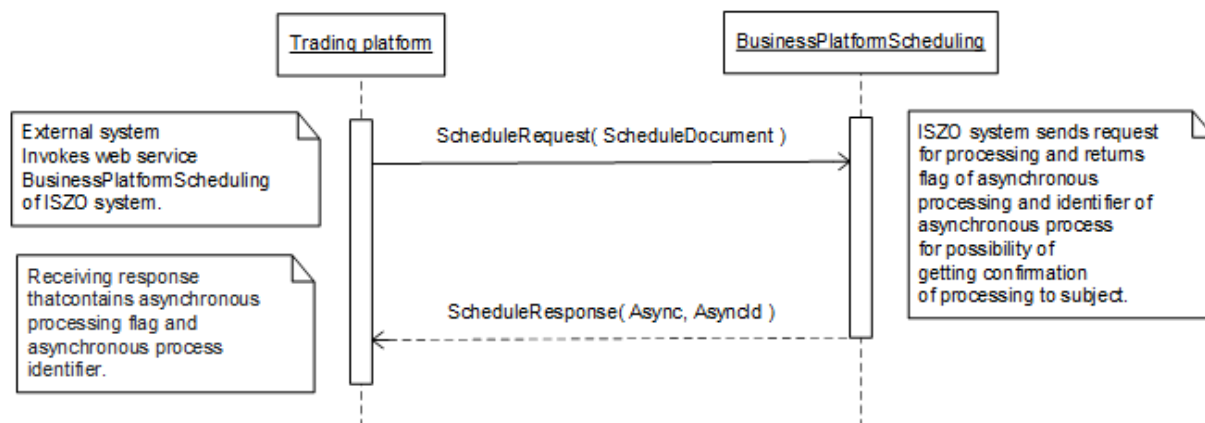 Trading platform
BusinessPlatformScheduling
External system
Invokes web service
BusinessPlatformScheduling
of ISZO system.
ScheduleRequest( ScheduleDocument )
ISZO system sends request
for processing and returns
flag of asynchronous
processing and identifier of
asynchronous process
for possibility of
getting confirmation
of processing to subject.
Receiving response
thatcontains asynchronous
processing flag and
asynchronous process
identifier.
ScheduleResponse( Async, AsyncId )